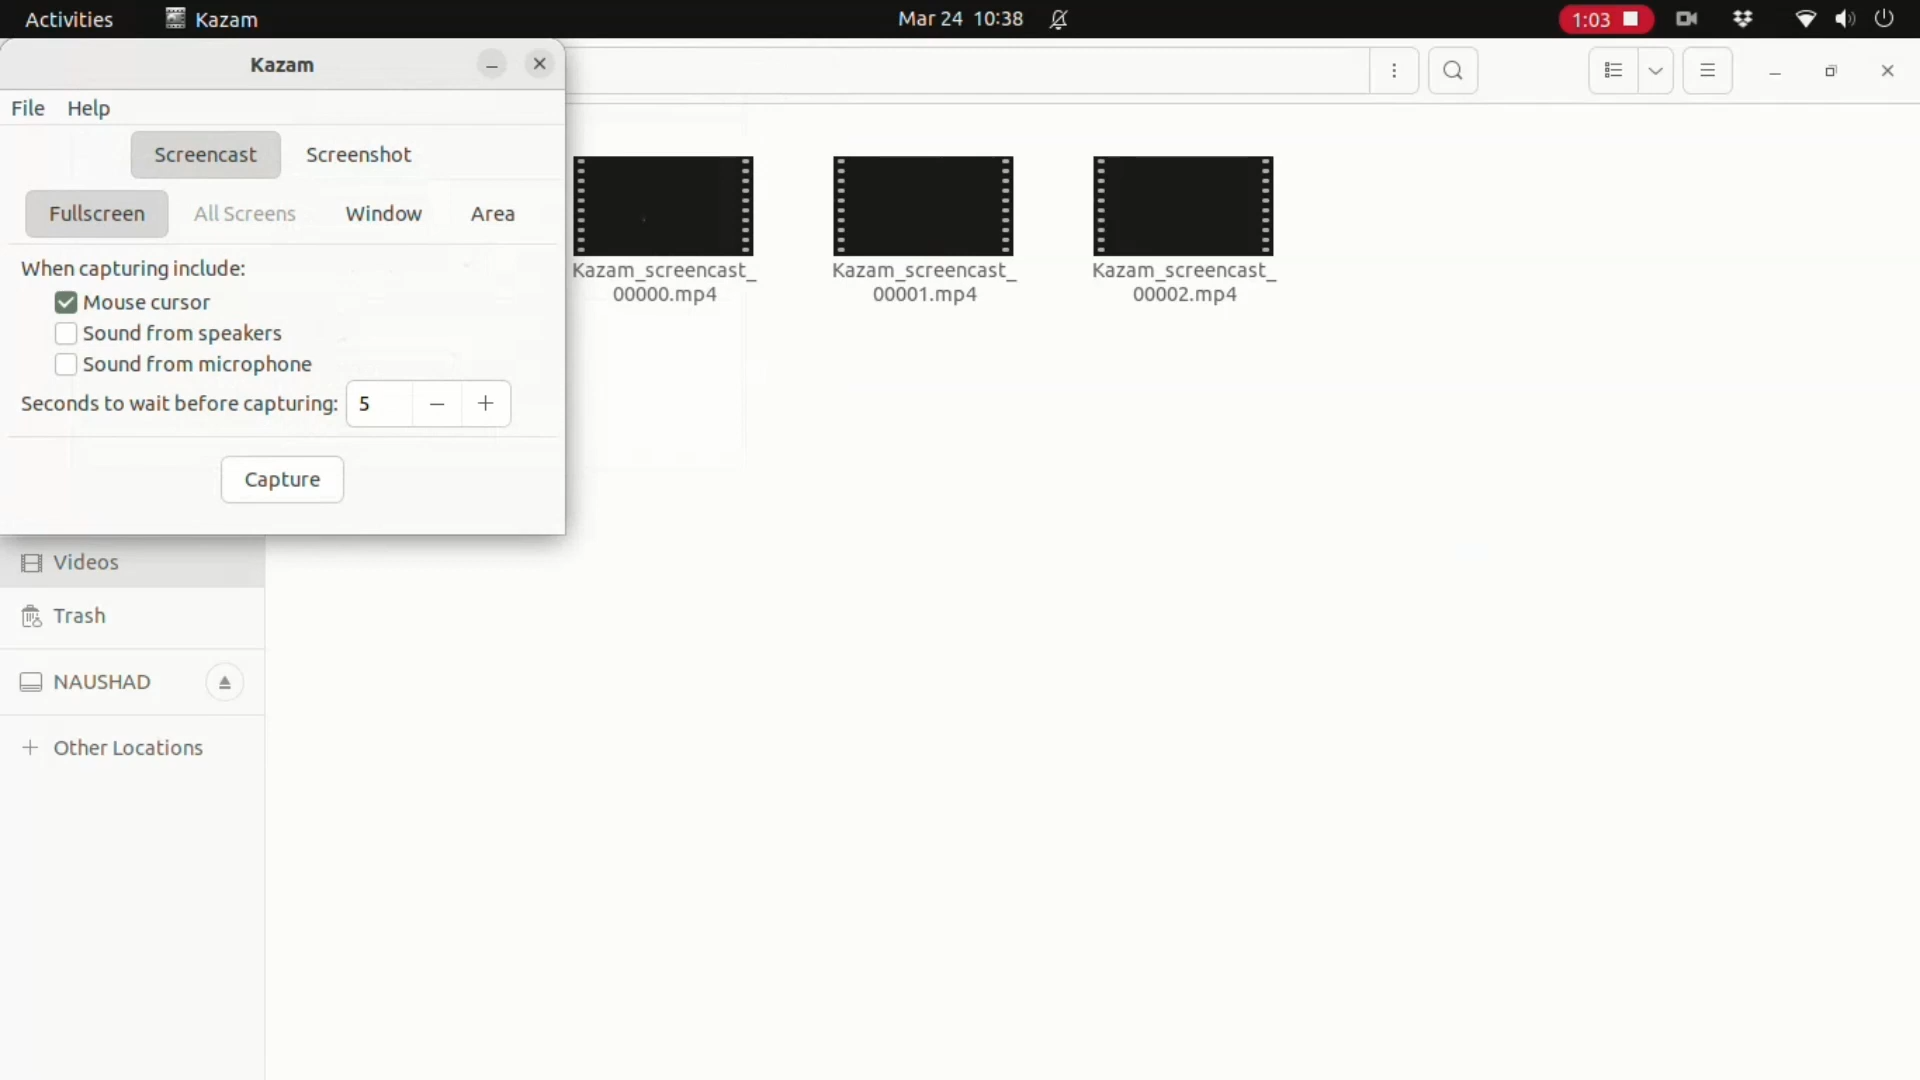 Activities Kazam Mar 24 10:38 1:03
Kazam
File Help
Screencast Screenshot
Fullscreen All Screens Window Area
When capturing include:
Mouse cursor
Sound from speakers
Sound from microphone
Seconds to wait before capturing: 5
Capture
Kazam_screencast_
00000.mp4
Kazam_screencast_
00001.mp4
Kazam_screencast_
00002.mp4
Videos
Trash
NAUSHAD
Other Locations